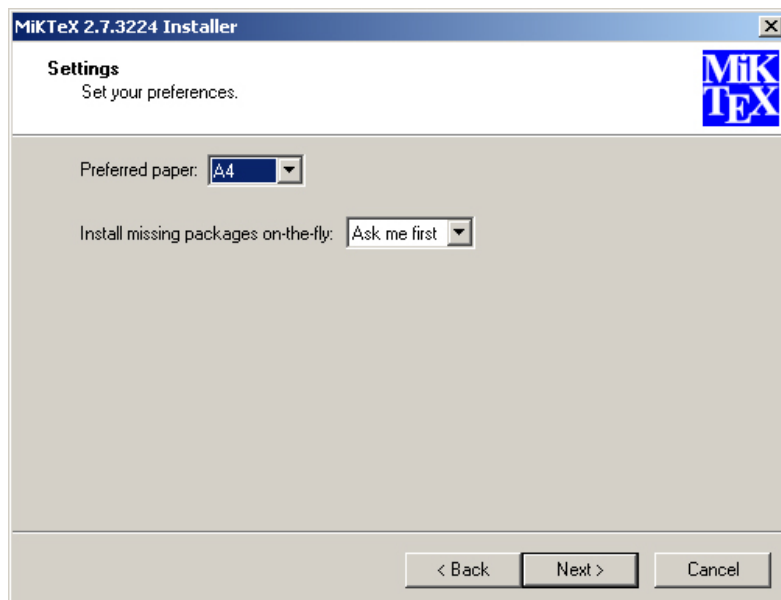 MiKTeX 2.7.3224 Installer
Settings
Set your preferences.
MiK
TEX
Preferred paper: A4
Install missing packages on-the-fly: Ask me first
< Back Next > Cancel